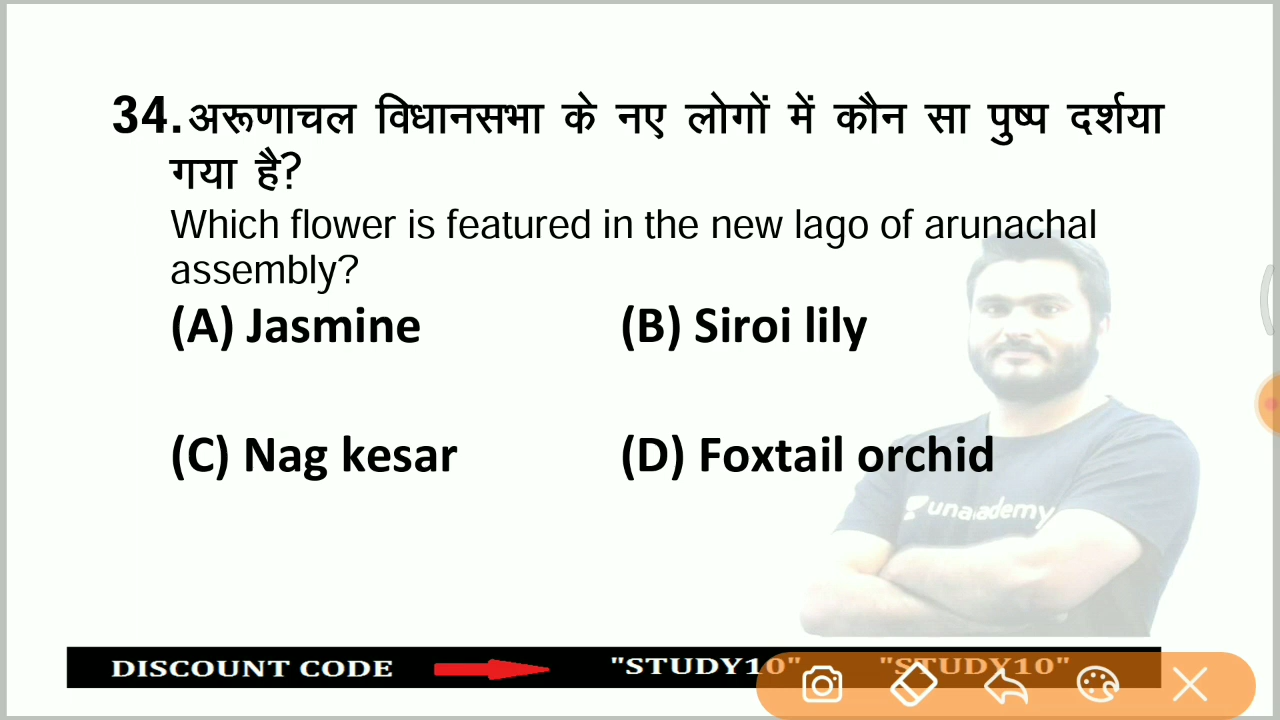 34. अरूणाचल विधानसभा के नए लोगों में कौन सा पुष्प दर्शया
गया है?
Which flower is featured in the new lago of arunachal
assembly?
(A) Jasmine (B) Siroi lily
(C) Nag kesar (D) Foxtail orchid
unacademy
DISCOUNT CODE "STUDY10" "STUDY10"